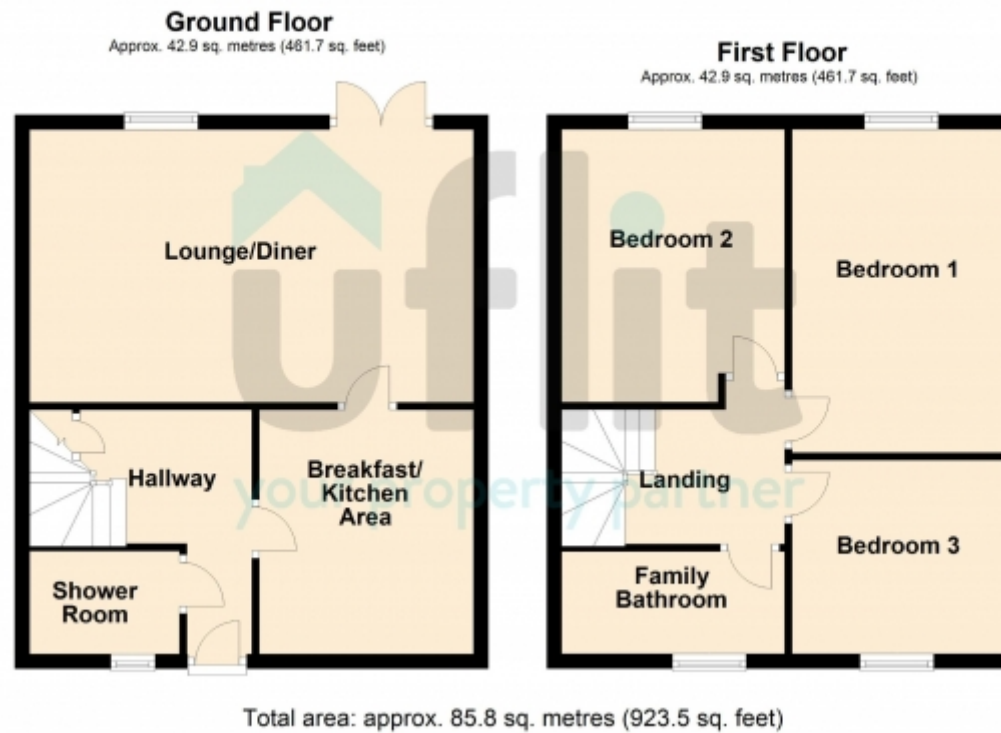 Ground Floor
Approx. 42.9 sq. metres (461.7 sq. feet)
Lounge/Diner
Hallway
Breakfast/
Kitchen
Area
Shower
Room
First Floor
Approx. 42.9 sq. metres (461.7 sq. feet)
Bedroom 2
Bedroom 1
Landing
Bedroom 3
Family
Bathroom
uflit
your property partner
Total area: approx. 85.8 sq. metres (923.5 sq. feet)